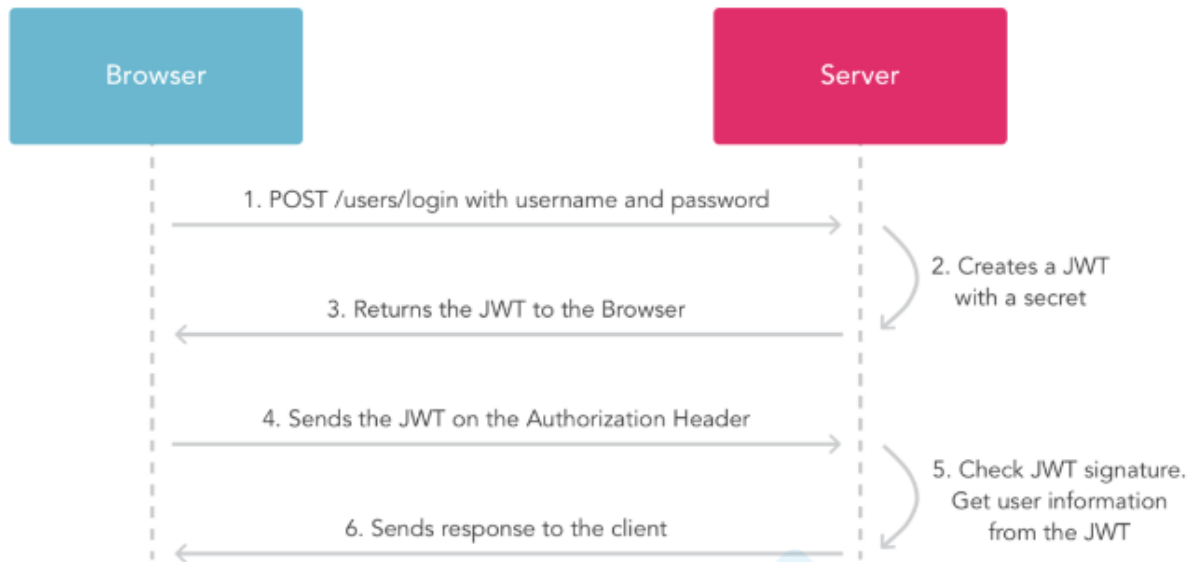 Browser
Server
1. POST /users/login with username and password
2. Creates a JWT
with a secret
3. Returns the JWT to the Browser
4. Sends the JWT on the Authorization Header
5. Check JWT signature.
Get user information
from the JWT
6. Sends response to the client